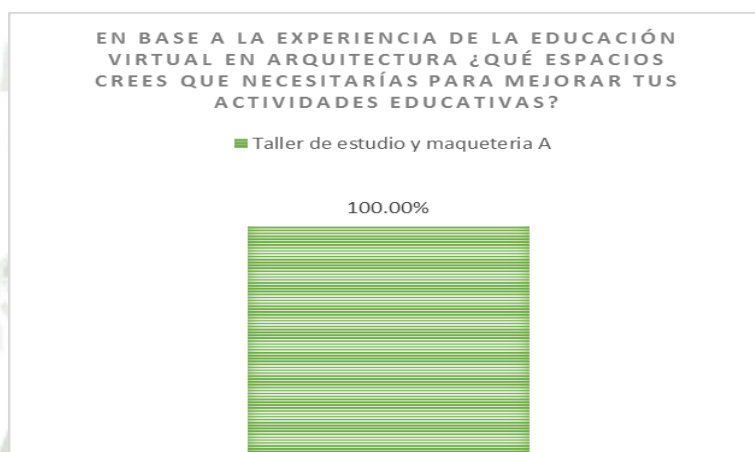 EN BASE A LA EXPERIENCIA DE LA EDUCACIÓN
VIRTUAL EN ARQUITECTURA ¿QUÉ ESPACIOS
CREES QUE NECESITARÍAS PARA MEJORAR TUS
ACTIVIDADES EDUCATIVAS?
Taller de estudio y maqueteria A
100.00%